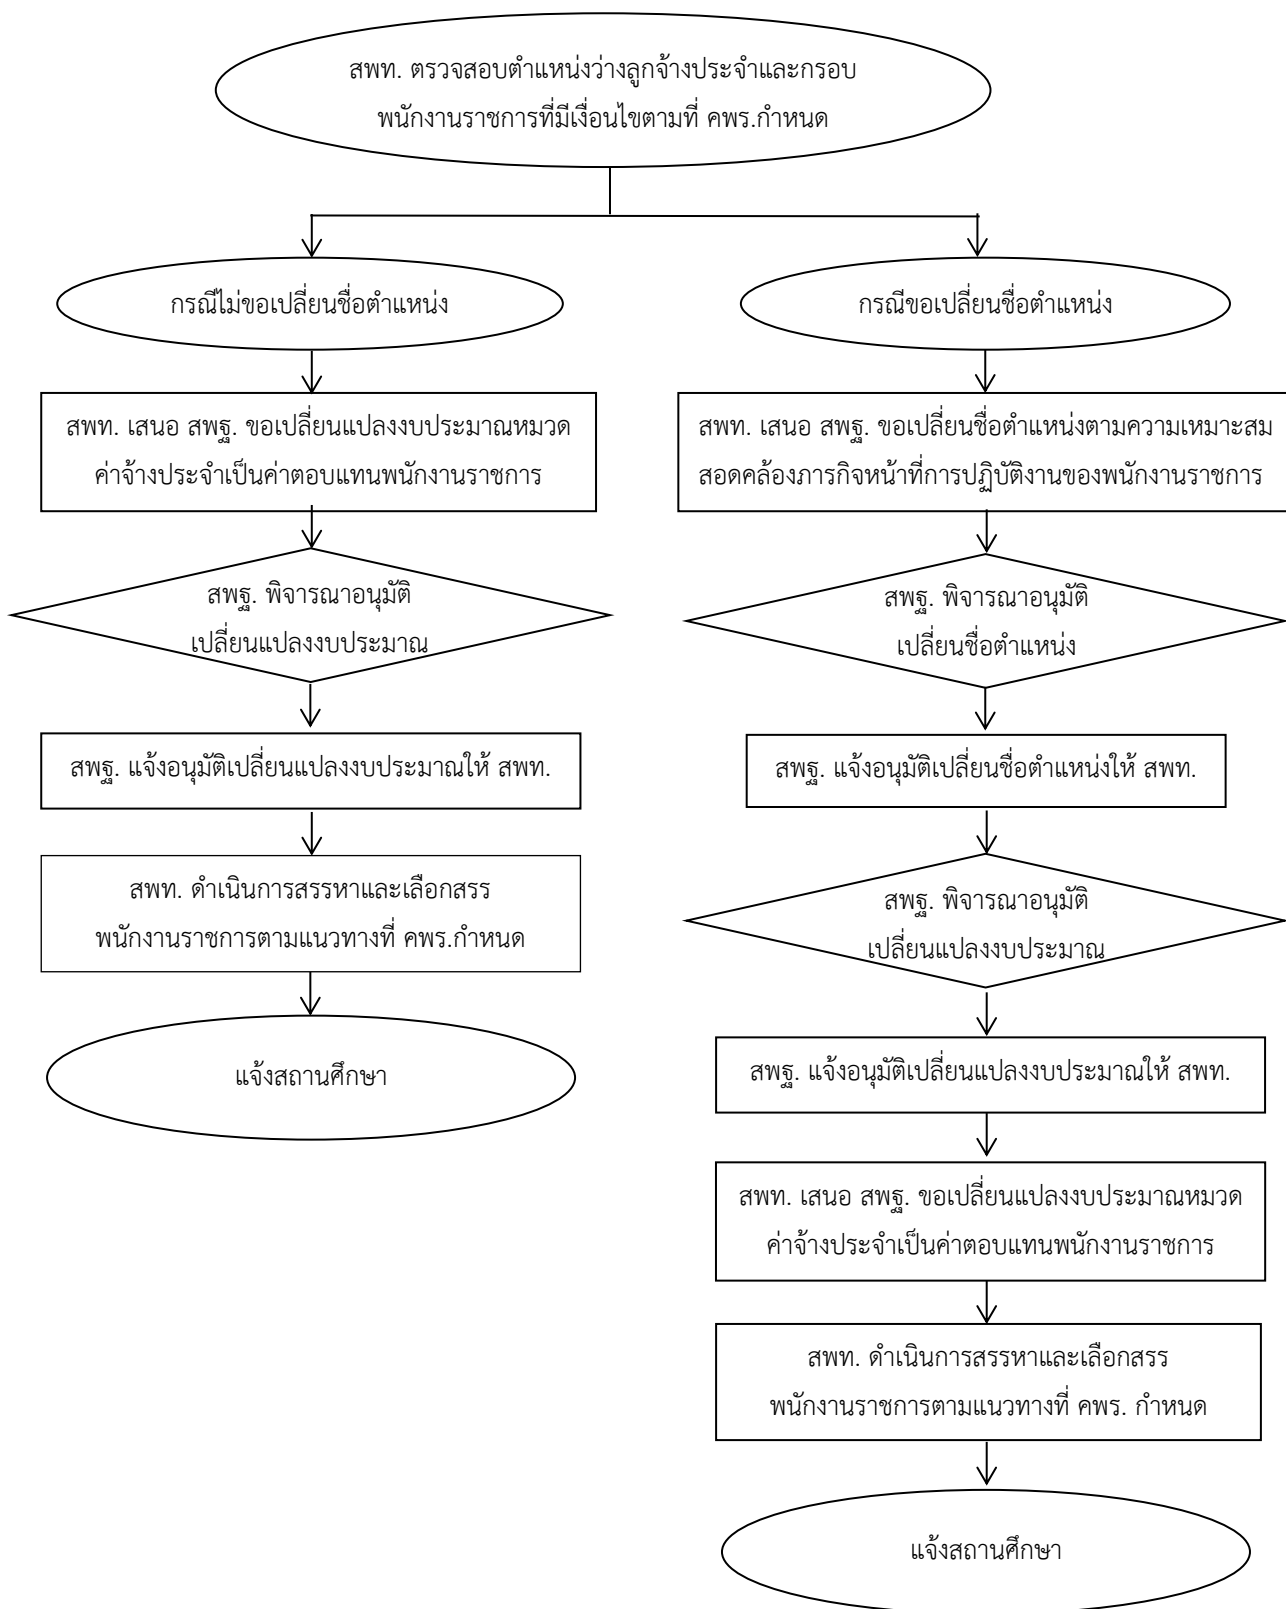 สพท. ตรวจสอบตำแหน่งว่างลูกจ้างประจำและกรอบ
พนักงานราชการที่มีเงื่อนไขตามที่ คพร.กำหนด
กรณีไม่ขอเปลี่ยนชื่อตำแหน่ง
สพท. เสนอ สพฐ. ขอเปลี่ยนแปลงงบประมาณหมวด
ค่าจ้างประจำเป็นค่าตอบแทนพนักงานราชการ
สพฐ. พิจารณาอนุมัติ
เปลี่ยนแปลงงบประมาณ
สพฐ. แจ้งอนุมัติเปลี่ยนแปลงงบประมาณให้ สพท.
สพท. ดำเนินการสรรหาและเลือกสรร
พนักงานราชการตามแนวทางที่ คพร.กำหนด
แจ้งสถานศึกษา
กรณีขอเปลี่ยนชื่อตำแหน่ง
สพท. เสนอ สพฐ. ขอเปลี่ยนชื่อตำแหน่งตามความเหมาะสม
สอดคล้องภารกิจหน้าที่การปฏิบัติงานของพนักงานราชการ
สพฐ. พิจารณาอนุมัติ
เปลี่ยนชื่อตำแหน่ง
สพฐ. แจ้งอนุมัติเปลี่ยนชื่อตำแหน่งให้ สพท.
สพฐ. พิจารณาอนุมัติ
เปลี่ยนแปลงงบประมาณ
สพฐ. แจ้งอนุมัติเปลี่ยนแปลงงบประมาณให้ สพท.
สพท. เสนอ สพฐ. ขอเปลี่ยนแปลงงบประมาณหมวด
ค่าจ้างประจำเป็นค่าตอบแทนพนักงานราชการ
สพท. ดำเนินการสรรหาและเลือกสรร
พนักงานราชการตามแนวทางที่ คพร. กำหนด
แจ้งสถานศึกษา